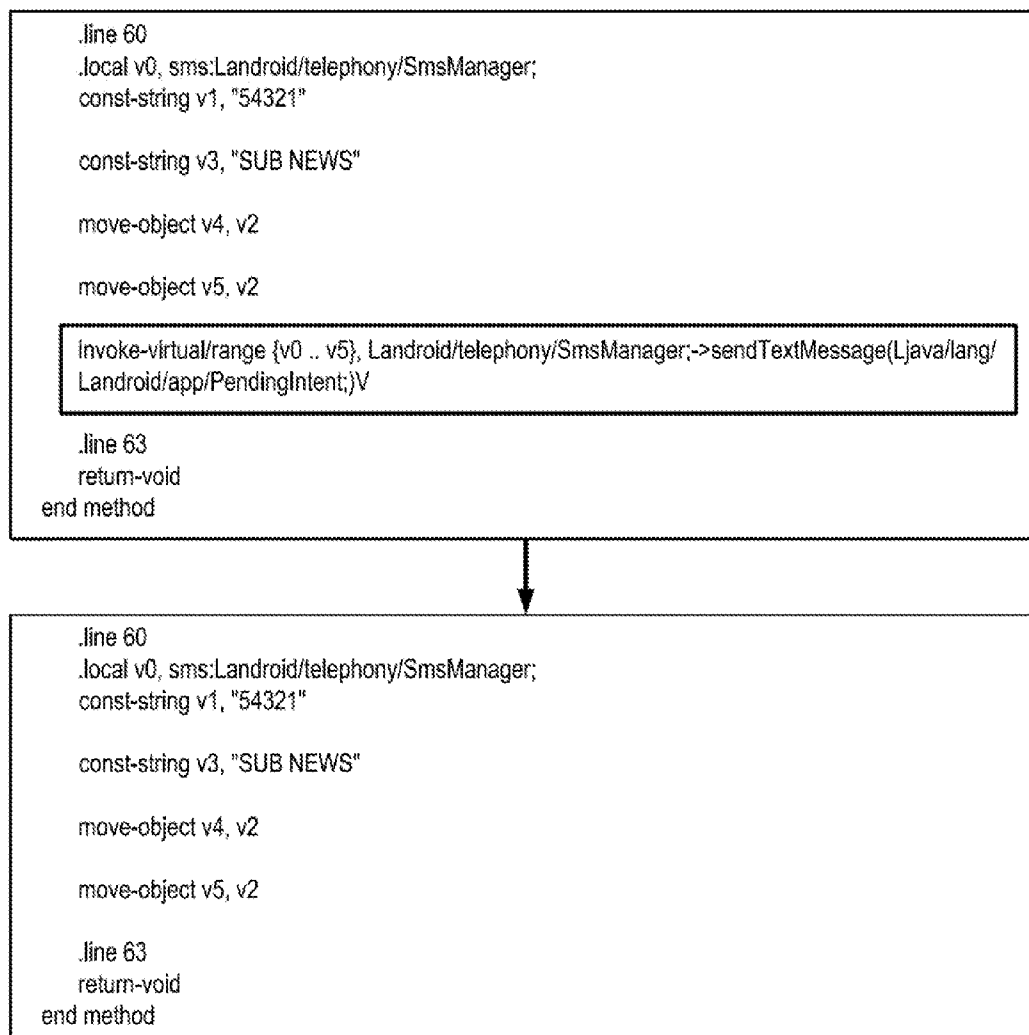 .line 60
.local v0, sms:Landroid/telephony/SmsManager;
const-string v1, "54321"
const-string v3, "SUB NEWS"
move-object v4, v2
move-object v5, v2
invoke-virtual/range {v0 .. v5}, Landroid/telephony/SmsManager;->sendTextMessage(Ljava/lang/
Landroid/app/PendingIntent;)V
.line 63
return-void
end method
.line 60
.local v0, sms:Landroid/telephony/SmsManager;
const-string v1, "54321"
const-string v3, "SUB NEWS"
move-object v4, v2
move-object v5, v2
.line 63
return-void
end method